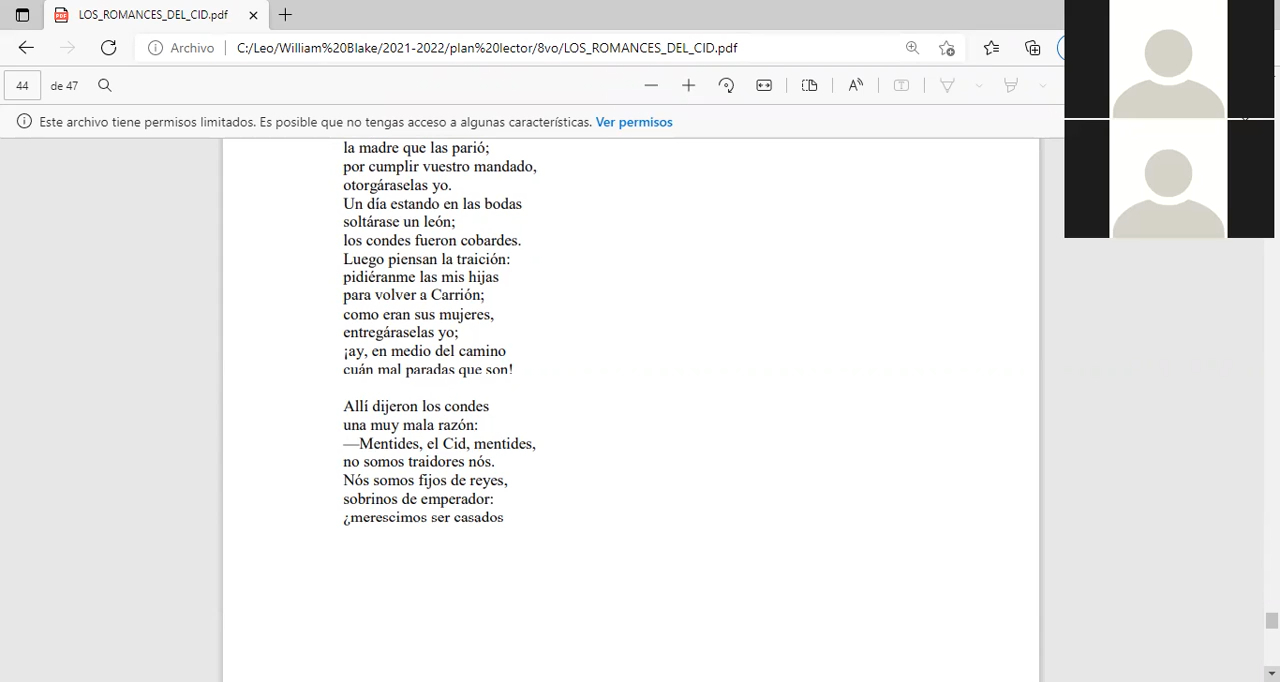 LOS_ROMANCES_DEL_CID.pdf
Archivo
C:/Leo/William%20Blake/2021-2022/plan%20lector/8vo/LOS_ROMANCES_DEL_CID.pdf
44 de 47
Este archivo tiene permisos limitados. Es posible que no tengas acceso a algunas características. Ver permisos
la madre que las parió;
por cumplir vuestro mandado,
otorgáraselas yo.
Un día estando en las bodas
soltárase un león;
los condes fueron cobardes.
Luego piensan la traición:
pidiéranme las mis hijas
para volver a Carrión;
como eran sus mujeres,
entregáraselas yo;
¡ay, en medio del camino
cuán mal paradas que son!
Allí dijeron los condes
una muy mala razón:
—Mentides, el Cid, mentides,
no somos traidores nós.
Nós somos fijos de reyes,
sobrinos de emperador:
¿merescimos ser casados